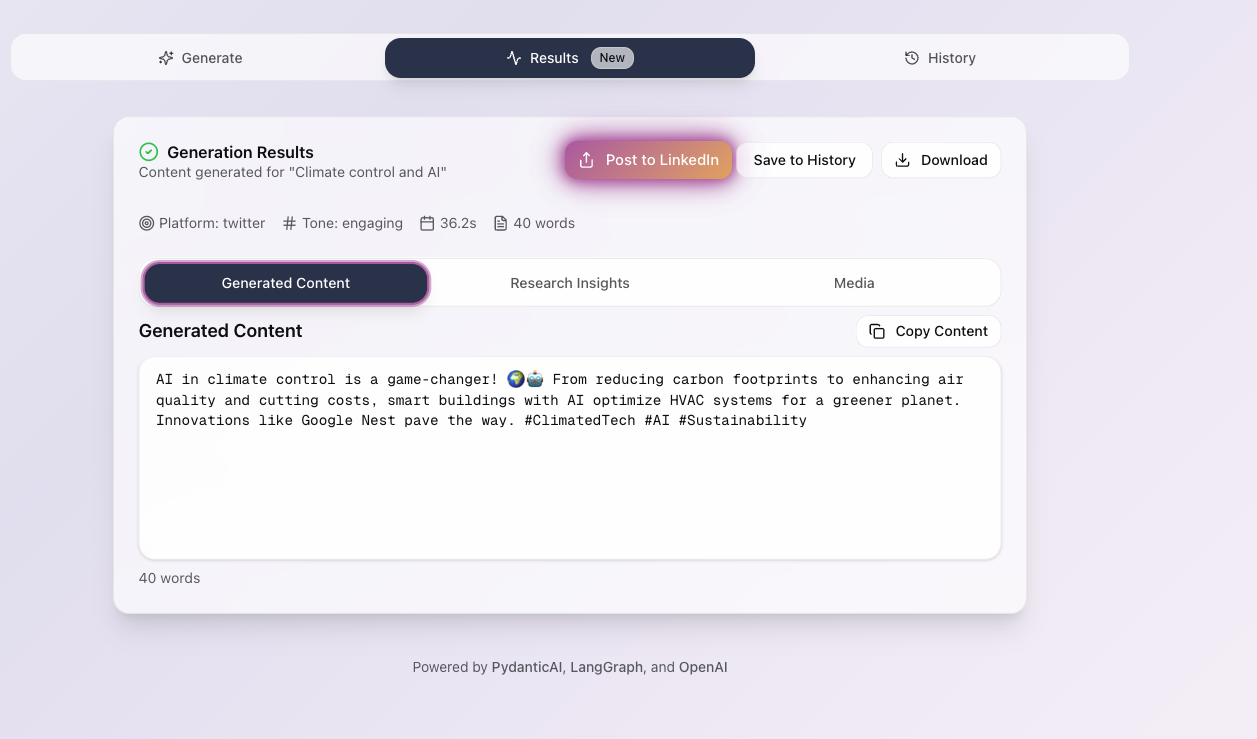 Generate
Results New
History
Generation Results
Content generated for "Climate control and AI"
Post to LinkedIn
Save to History
Download
Platform: twitter
Tone: engaging
36.2s
40 words
Generated Content
Research Insights
Media
Generated Content
Copy Content
AI in climate control is a game-changer! 🌍🤖 From reducing carbon footprints to enhancing air
quality and cutting costs, smart buildings with AI optimize HVAC systems for a greener planet.
Innovations like Google Nest pave the way. #ClimatedTech #AI #Sustainability
40 words
Powered by PydanticAI, LangGraph, and OpenAI